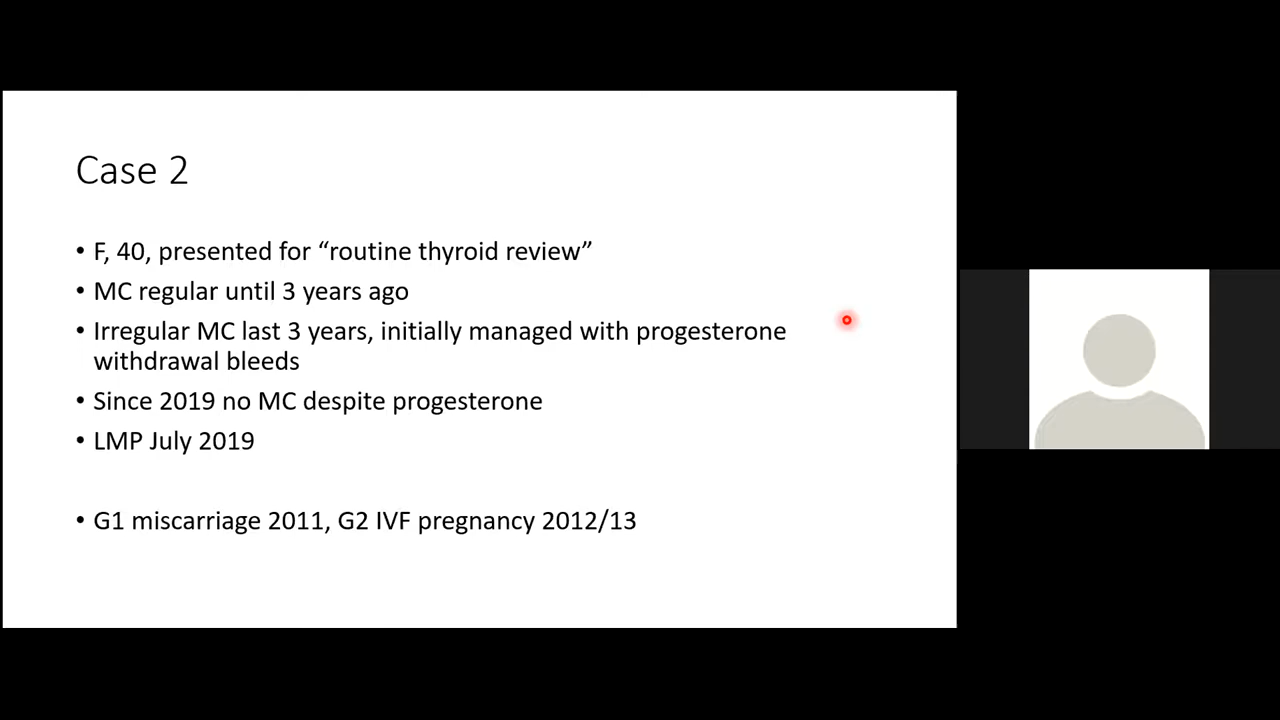 Case 2
• F, 40, presented for “routine thyroid review”
• MC regular until 3 years ago
• Irregular MC last 3 years, initially managed with progesterone
withdrawal bleeds
• Since 2019 no MC despite progesterone
• LMP July 2019
• G1 miscarriage 2011, G2 IVF pregnancy 2012/13